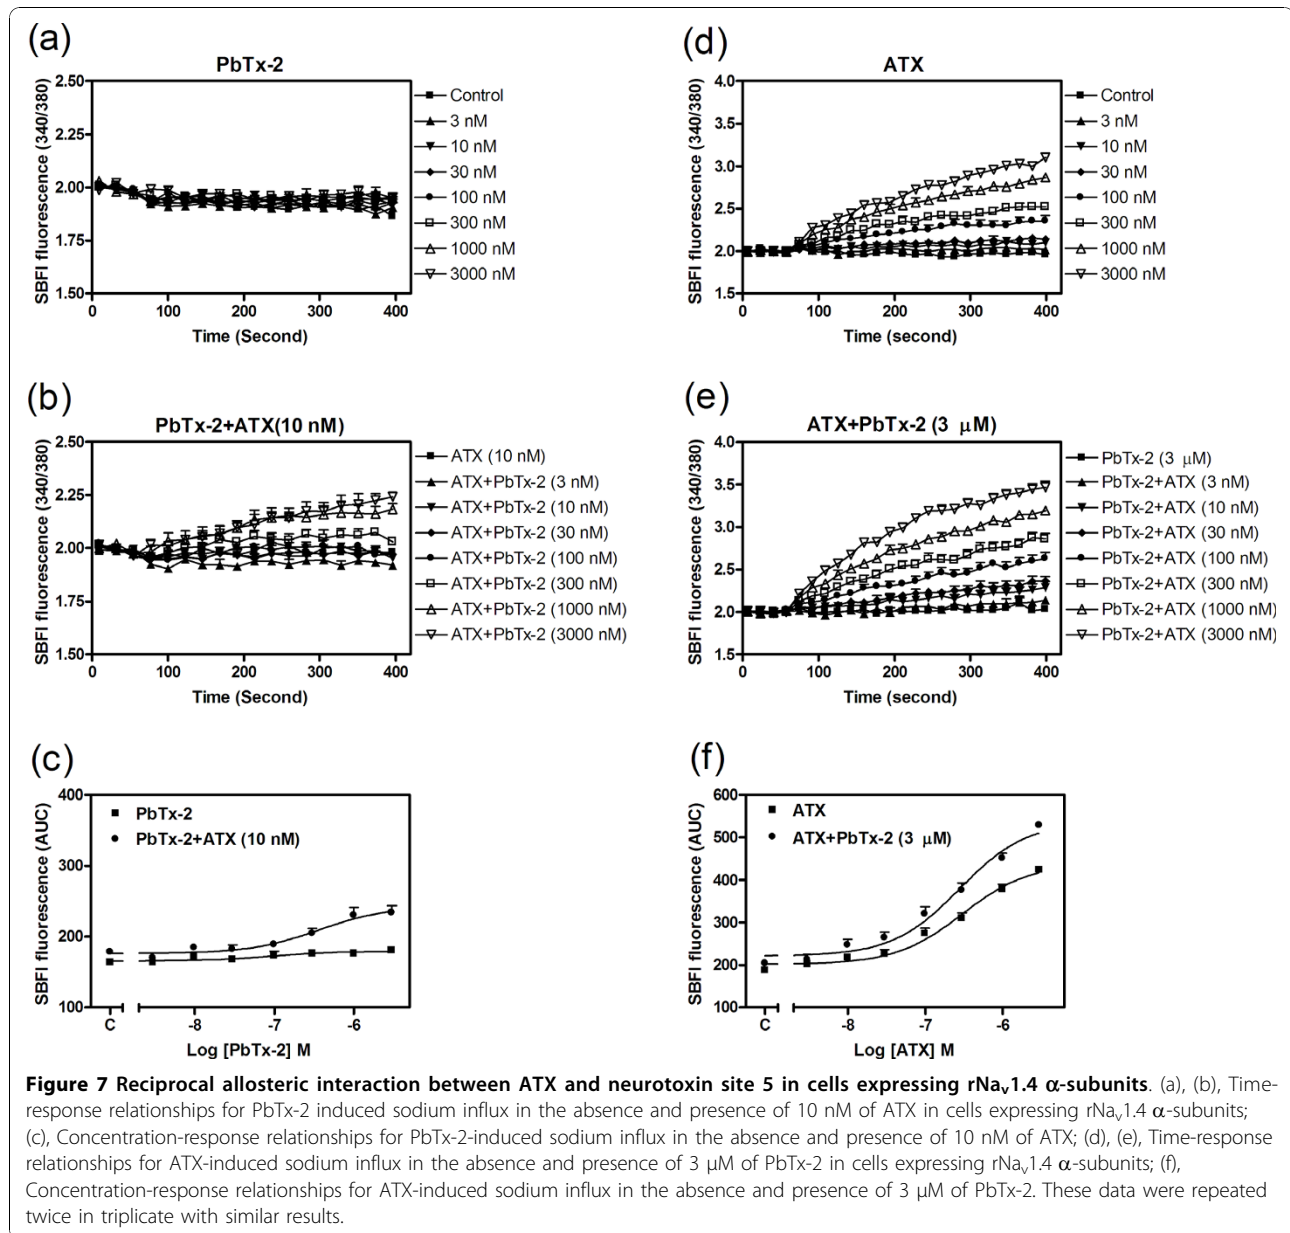 (a)
PbTx-2
2.50
2.25
2.00
1.75
1.50
SBFI fluorescence (340/380)
0
100
200
300
400
Time (Second)
Control
3 nM
10 nM
30 nM
100 nM
300 nM
1000 nM
3000 nM
(d)
ATX
4.0
3.5
3.0
2.5
2.0
1.5
SBFI fluorescence (340/380)
0
100
200
300
400
Time (second)
Control
3 nM
10 nM
30 nM
100 nM
300 nM
1000 nM
3000 nM
(b)
PbTx-2+ATX(10 nM)
2.50
2.25
2.00
1.75
1.50
SBFI fluorescence (340/380)
0
100
200
300
400
Time (Second)
ATX (10 nM)
ATX+PbTx-2 (3 nM)
ATX+PbTx-2 (10 nM)
ATX+PbTx-2 (30 nM)
ATX+PbTx-2 (100 nM)
ATX+PbTx-2 (300 nM)
ATX+PbTx-2 (1000 nM)
ATX+PbTx-2 (3000 nM)
(e)
ATX+PbTx-2 (3 μM)
4.0
3.5
3.0
2.5
2.0
1.5
SBFI fluorescence (340/380)
0
100
200
300
400
Time (second)
PbTx-2 (3 μM)
PbTx-2+ATX (3 nM)
PbTx-2+ATX (10 nM)
PbTx-2+ATX (30 nM)
PbTx-2+ATX (100 nM)
PbTx-2+ATX (300 nM)
PbTx-2+ATX (1000 nM)
PbTx-2+ATX (3000 nM)
(c)
400
300
200
100
SBFI fluorescence (AUC)
PbTx-2
PbTx-2+ATX (10 nM)
C
-8
-7
-6
Log [PbTx-2] M
(f)
600
500
400
300
200
100
SBFI fluorescence (AUC)
ATX
ATX+PbTx-2 (3 μM)
C
-8
-7
-6
Log [ATX] M
Figure 7 Reciprocal allosteric interaction between ATX and neurotoxin site 5 in cells expressing rNav1.4 α-subunits. (a), (b), Time-
response relationships for PbTx-2 induced sodium influx in the absence and presence of 10 nM of ATX in cells expressing rNav1.4 α-subunits;
(c), Concentration-response relationships for PbTx-2-induced sodium influx in the absence and presence of 10 nM of ATX; (d), (e), Time-response
relationships for ATX-induced sodium influx in the absence and presence of 3 μM of PbTx-2 in cells expressing rNav1.4 α-subunits; (f),
Concentration-response relationships for ATX-induced sodium influx in the absence and presence of 3 μM of PbTx-2. These data were repeated
twice in triplicate with similar results.